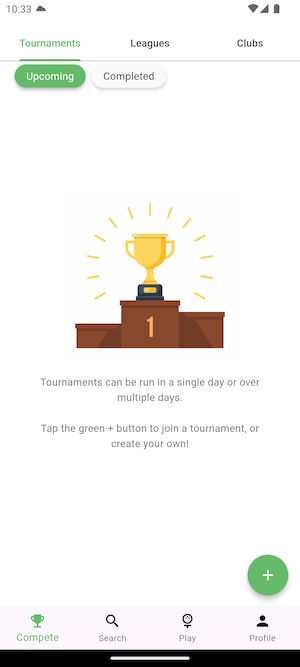 10:33
Tournaments Leagues Clubs
Upcoming Completed
1
Tournaments can be run in a single day or over
multiple days.
Tap the green + button to join a tournament, or
create your own!
+
Compete Search Play Profile